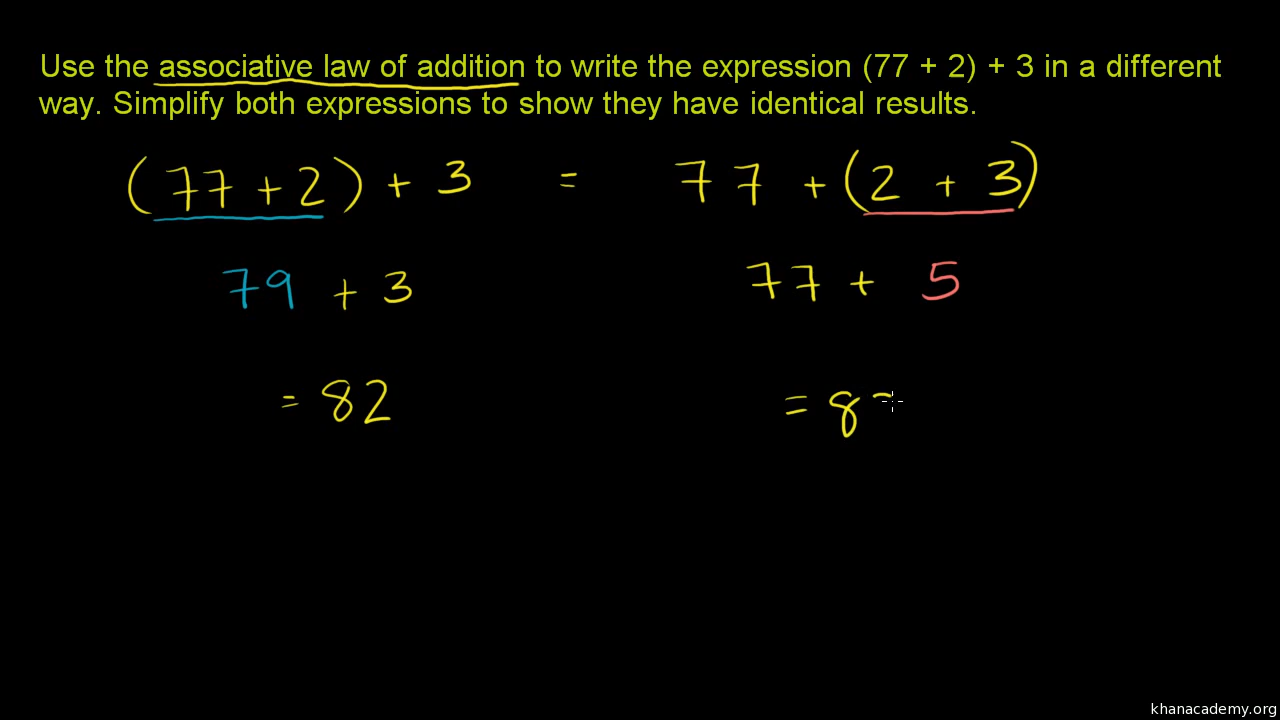 Use the associative law of addition to write the expression (77 + 2) + 3 in a different
way. Simplify both expressions to show they have identical results.
(77 + 2) + 3 = 77 + (2 + 3)
79 + 3 77 + 5
= 82 = 8
khanacademy.org